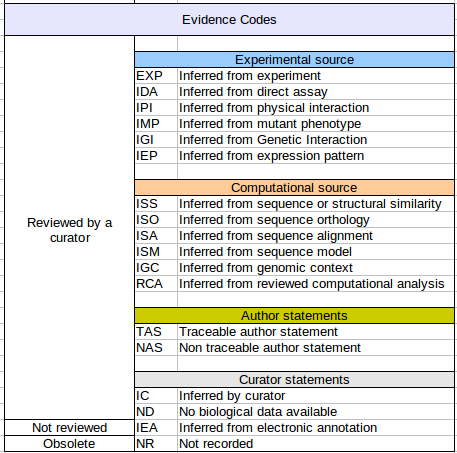 Evidence Codes
Experimental source
EXP Inferred from experiment
IDA Inferred from direct assay
IPI Inferred from physical interaction
IMP Inferred from mutant phenotype
IGI Inferred from Genetic Interaction
IEP Inferred from expression pattern
Computational source
ISS Inferred from sequence or structural similarity
ISO Inferred from sequence orthology
ISA Inferred from sequence alignment
ISM Inferred from sequence model
IGC Inferred from genomic context
RCA Inferred from reviewed computational analysis
Reviewed by a
curator
Author statements
TAS Traceable author statement
NAS Non traceable author statement
Curator statements
IC Inferred by curator
ND No biological data available
Not reviewed IEA Inferred from electronic annotation
Obsolete NR Not recorded